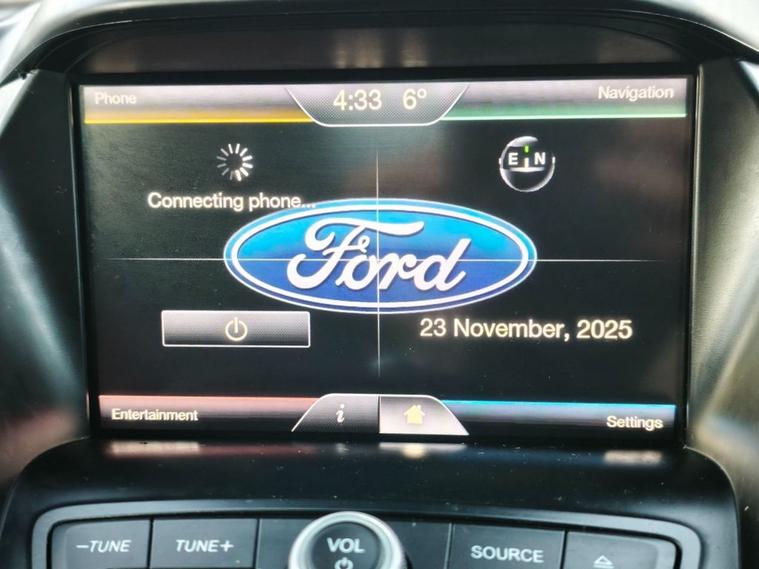 Phone
4:33 6°
Navigation
E N
Connecting phone...
Ford
23 November, 2025
Entertainment
i
Settings
-TUNE
TUNE+
VOL
SOURCE